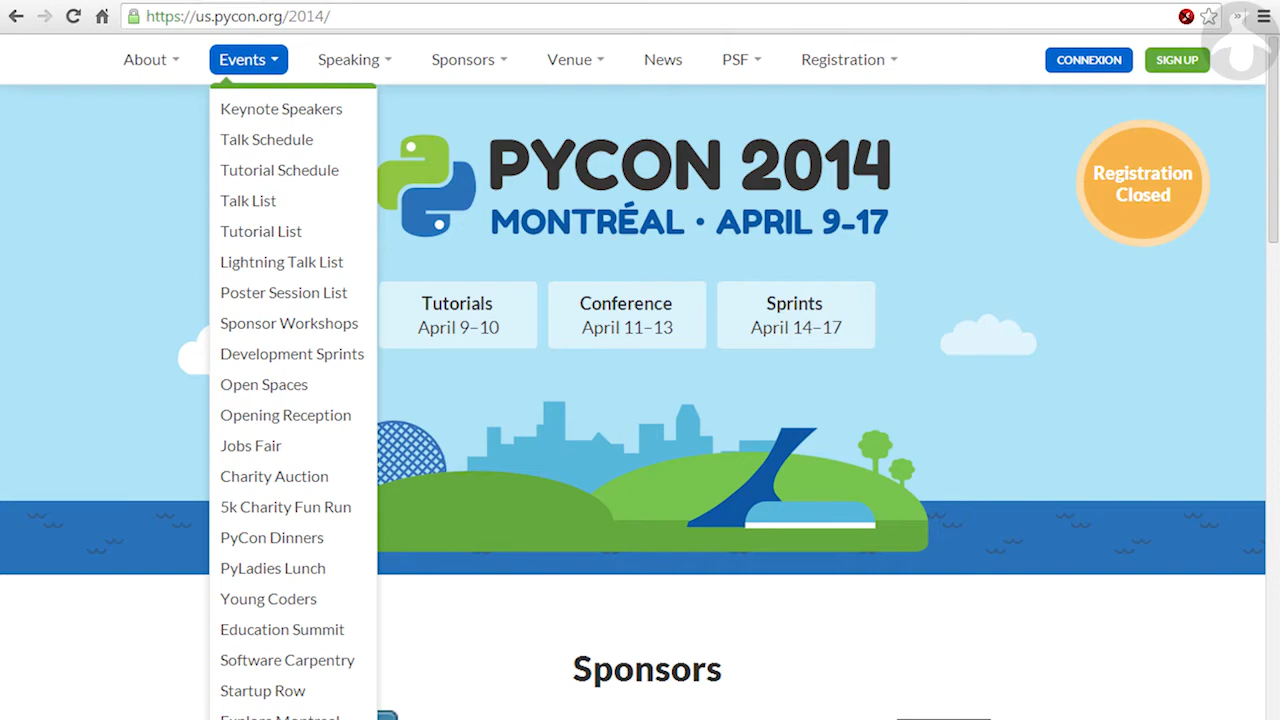 https://us.pycon.org/2014/
About Events Speaking Sponsors Venue News PSF Registration CONNEXION SIGN UP
Keynote Speakers
Talk Schedule
Tutorial Schedule
Talk List
Tutorial List
Lightning Talk List
Poster Session List
Sponsor Workshops
Development Sprints
Open Spaces
Opening Reception
Jobs Fair
Charity Auction
5k Charity Fun Run
PyCon Dinners
PyLadies Lunch
Young Coders
Education Summit
Software Carpentry
Startup Row
Explore Montreal
PYCON 2014
MONTRÉAL · APRIL 9-17
Registration
Closed
Tutorials
April 9–10
Conference
April 11–13
Sprints
April 14–17
Sponsors